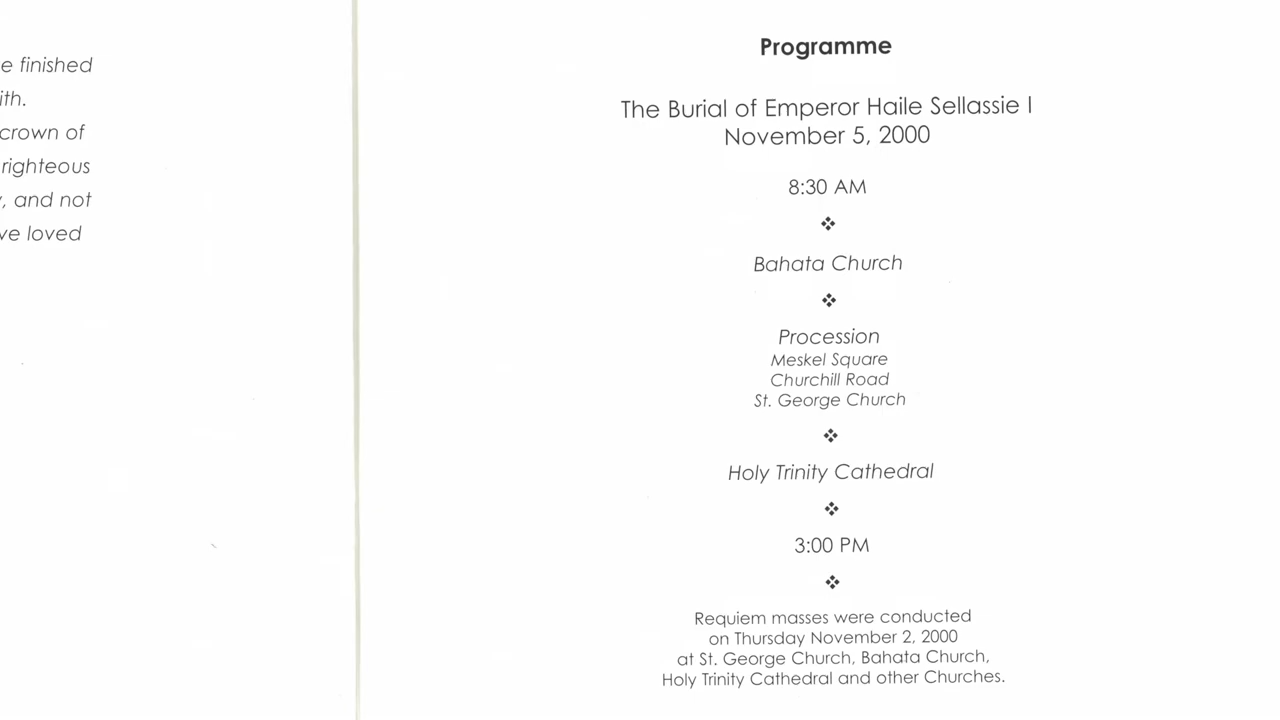 e finished
ith.
crown of
righteous
, and not
ve loved
Programme
The Burial of Emperor Haile Sellassie I
November 5, 2000
8:30 AM
Bahata Church
Procession
Meskel Square
Churchill Road
St. George Church
Holy Trinity Cathedral
3:00 PM
Requiem masses were conducted
on Thursday November 2, 2000
at St. George Church, Bahata Church,
Holy Trinity Cathedral and other Churches.